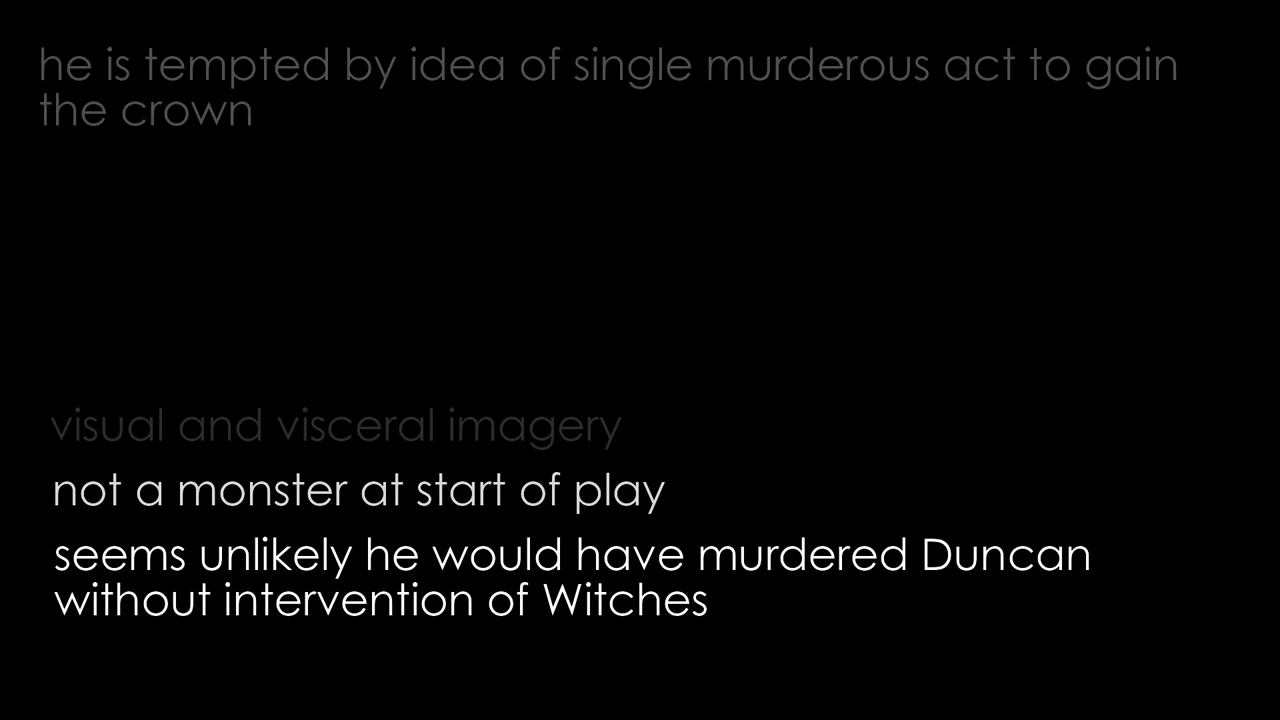 he is tempted by idea of single murderous act to gain
the crown
visual and visceral imagery
not a monster at start of play
seems unlikely he would have murdered Duncan
without intervention of Witches